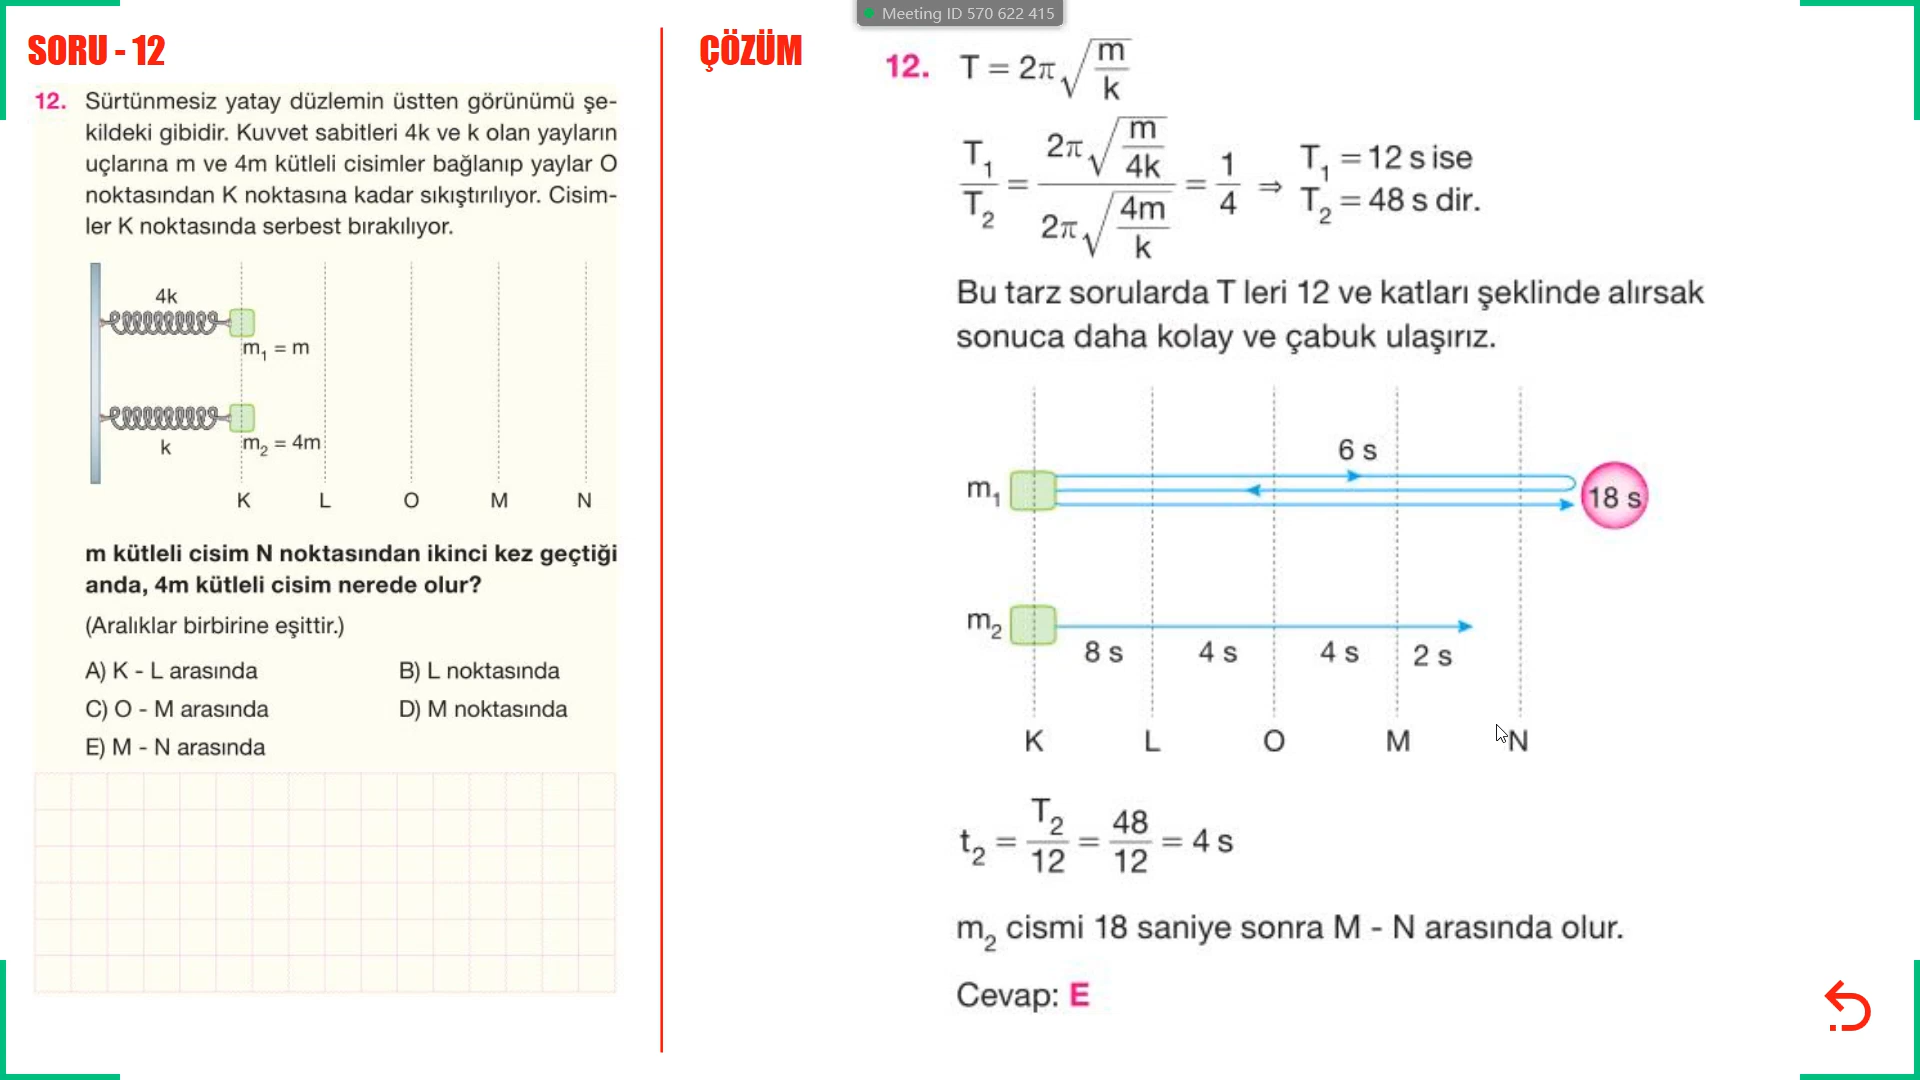 Meeting ID 570 622 415
SORU - 12
12. Sürtünmesiz yatay düzlemin üstten görünümü şe-
kildeki gibidir. Kuvvet sabitleri 4k ve k olan yayların
uçlarına m ve 4m kütleli cisimler bağlanıp yaylar O
noktasından K noktasına kadar sıkıştırılıyor. Cisim-
ler K noktasında serbest bırakılıyor.
4k
m₁ = m
k
m₂ = 4m
K L O M N
m kütleli cisim N noktasından ikinci kez geçtiği
anda, 4m kütleli cisim nerede olur?
(Aralıklar birbirine eşittir.)
A) K - L arasında B) L noktasında
C) O - M arasında D) M noktasında
E) M - N arasında
ÇÖZÜM
12. T = 2π√(m/k)
T₁/T₂ = 2π√(m/4k) / 2π√(4m/k) = 1/4 ⇒ T₁ = 12 s ise
T₂ = 48 s dir.
Bu tarz sorularda T leri 12 ve katları şeklinde alırsak
sonuca daha kolay ve çabuk ulaşırız.
6 s
m₁ 18 s
m₂
8 s 4 s 4 s 2 s
K L O M N
t₂ = T₂/12 = 48/12 = 4 s
m₂ cismi 18 saniye sonra M - N arasında olur.
Cevap: E